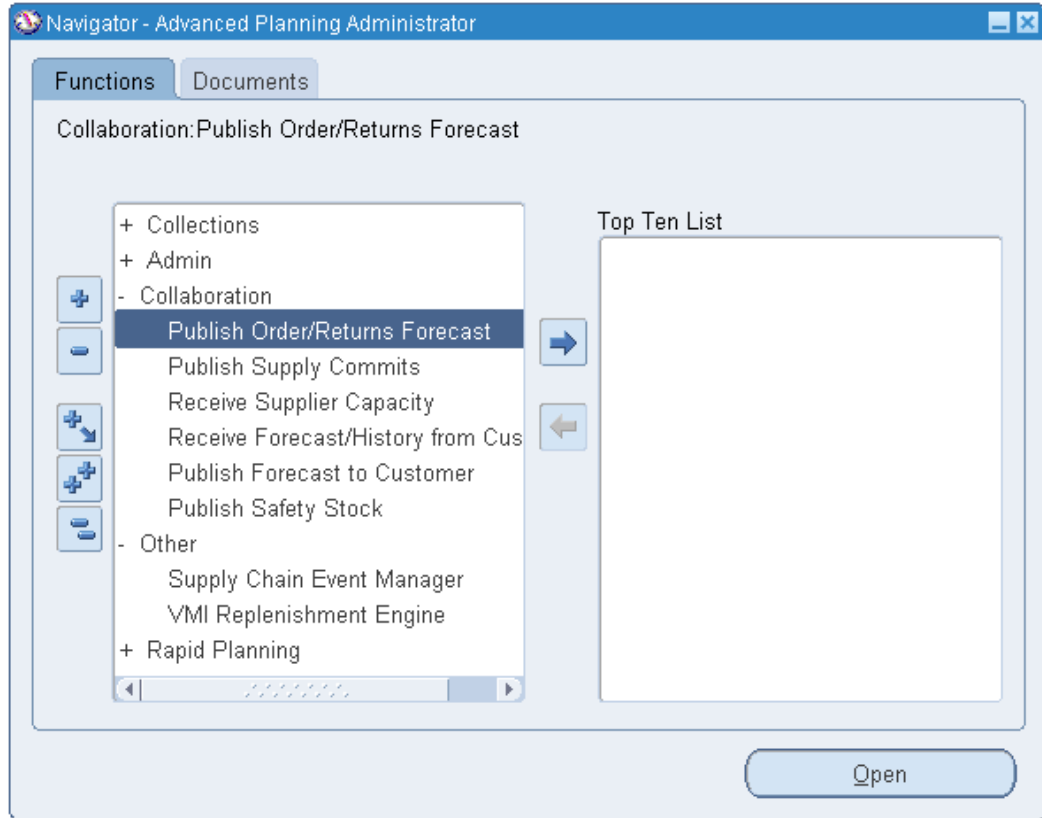 Navigator - Advanced Planning Administrator
Functions Documents
Collaboration:Publish Order/Returns Forecast
+ Collections
+ Admin
- Collaboration
Publish Order/Returns Forecast
Publish Supply Commits
Receive Supplier Capacity
Receive Forecast/History from Cus
Publish Forecast to Customer
Publish Safety Stock
- Other
Supply Chain Event Manager
VMI Replenishment Engine
+ Rapid Planning
Top Ten List
Open